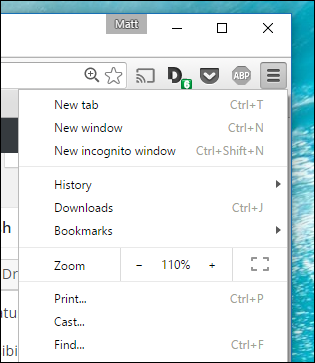 Matt
ABP
6
New tab Ctrl+T
New window Ctrl+N
New incognito window Ctrl+Shift+N
History
Downloads Ctrl+J
Bookmarks
Zoom − 110% +
Print... Ctrl+P
Cast...
Find... Ctrl+F